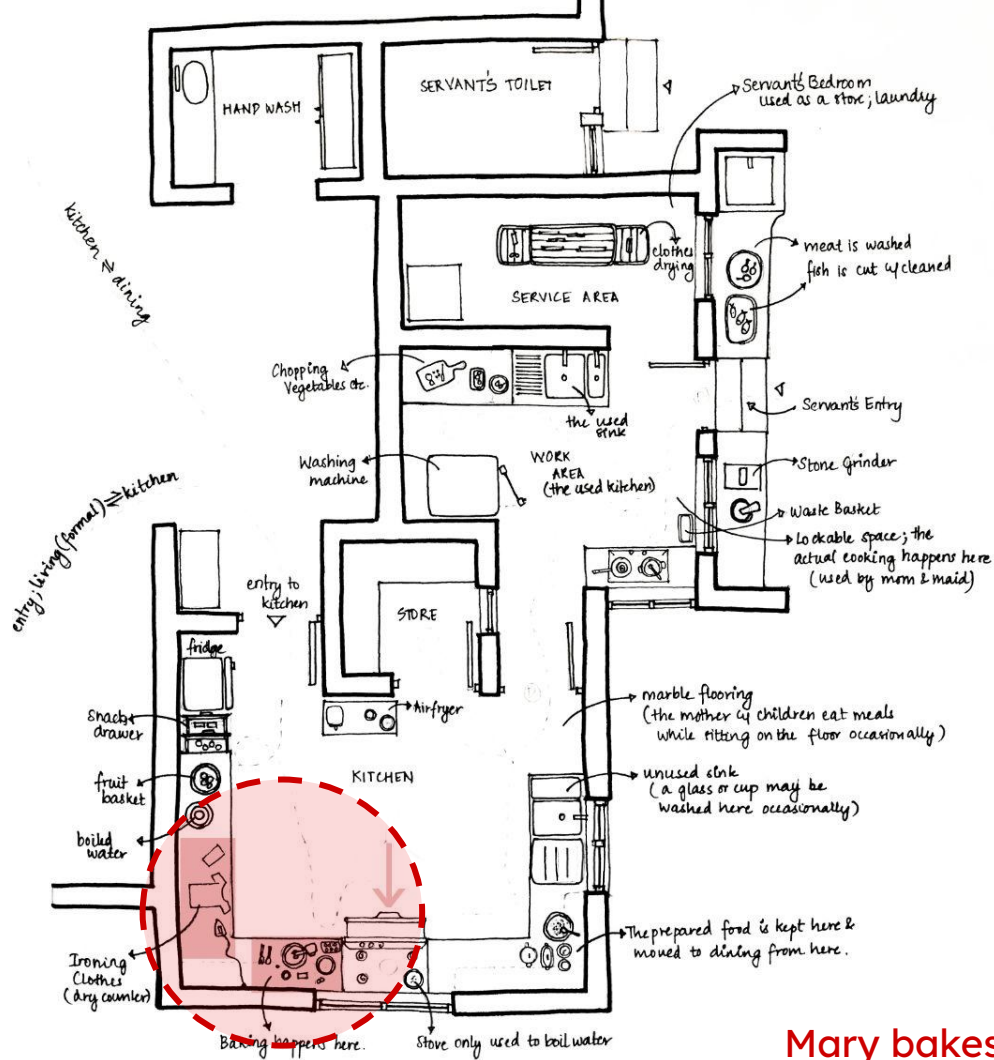 HAND WASH
SERVANT'S TOILET
Servant's Bedroom
used as a store; laundry
kitchen ⇌ dining
clothes
drying
SERVICE AREA
meat is washed
fish is cut & cleaned
Chopping
Vegetables etc.
the used
sink
Servant's Entry
Washing
machine
WORK
AREA
(the used kitchen)
Stone Grinder
Waste Basket
Lockable space; the
actual cooking happens here
(used by mom & maid)
entry; living (formal) ⇌ kitchen
entry to
kitchen
STORE
fridge
Airfryer
snack
drawer
marble flooring
(the mother & children eat meals
while sitting on the floor occasionally)
fruit
basket
KITCHEN
unused sink
(a glass or cup may be
washed here occasionally)
boiled
water
Ironing
Clothes
(dry counter)
The prepared food is kept here &
moved to dining from here.
Baking happens here.
Stove only used to boil water
Mary bakes